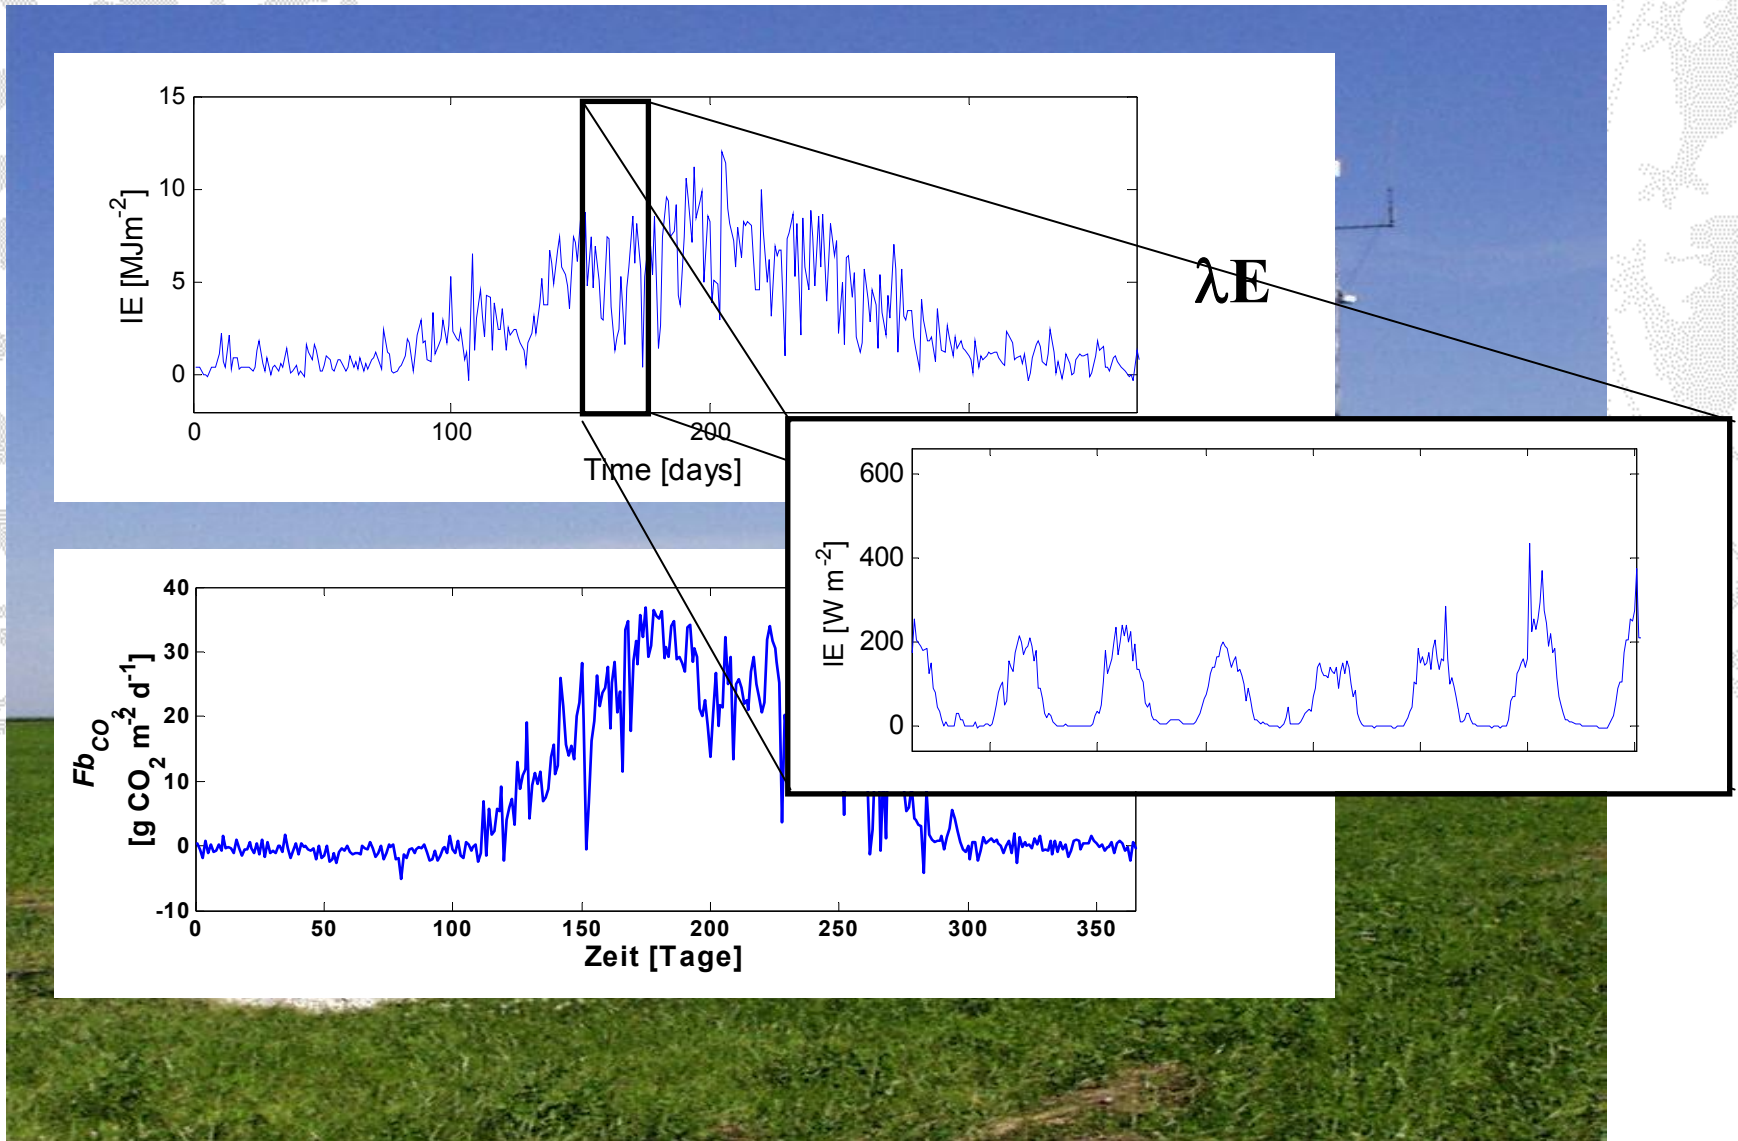 15
10
5
0
lE [MJm⁻²]
0 100 200
Time [days]
λE
600
400
200
0
lE [W m⁻²]
40
30
20
10
0
-10
Fb_CO
[g CO₂ m⁻² d⁻¹]
0 50 100 150 200 250 300 350
Zeit [Tage]